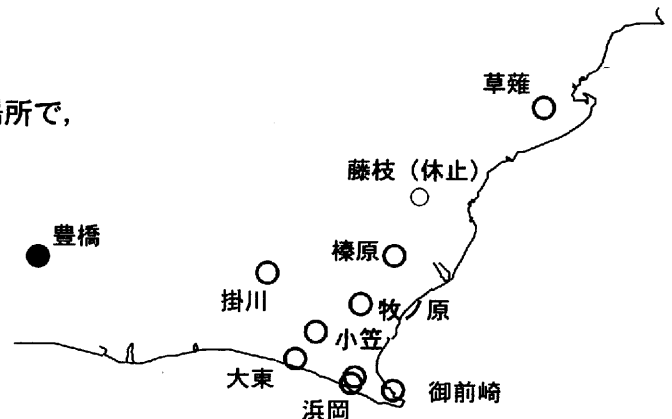 草薙
場所で，
藤枝（休止）
豊橋
榛原
掛川
牧ノ原
小笠
大東
御前崎
浜岡